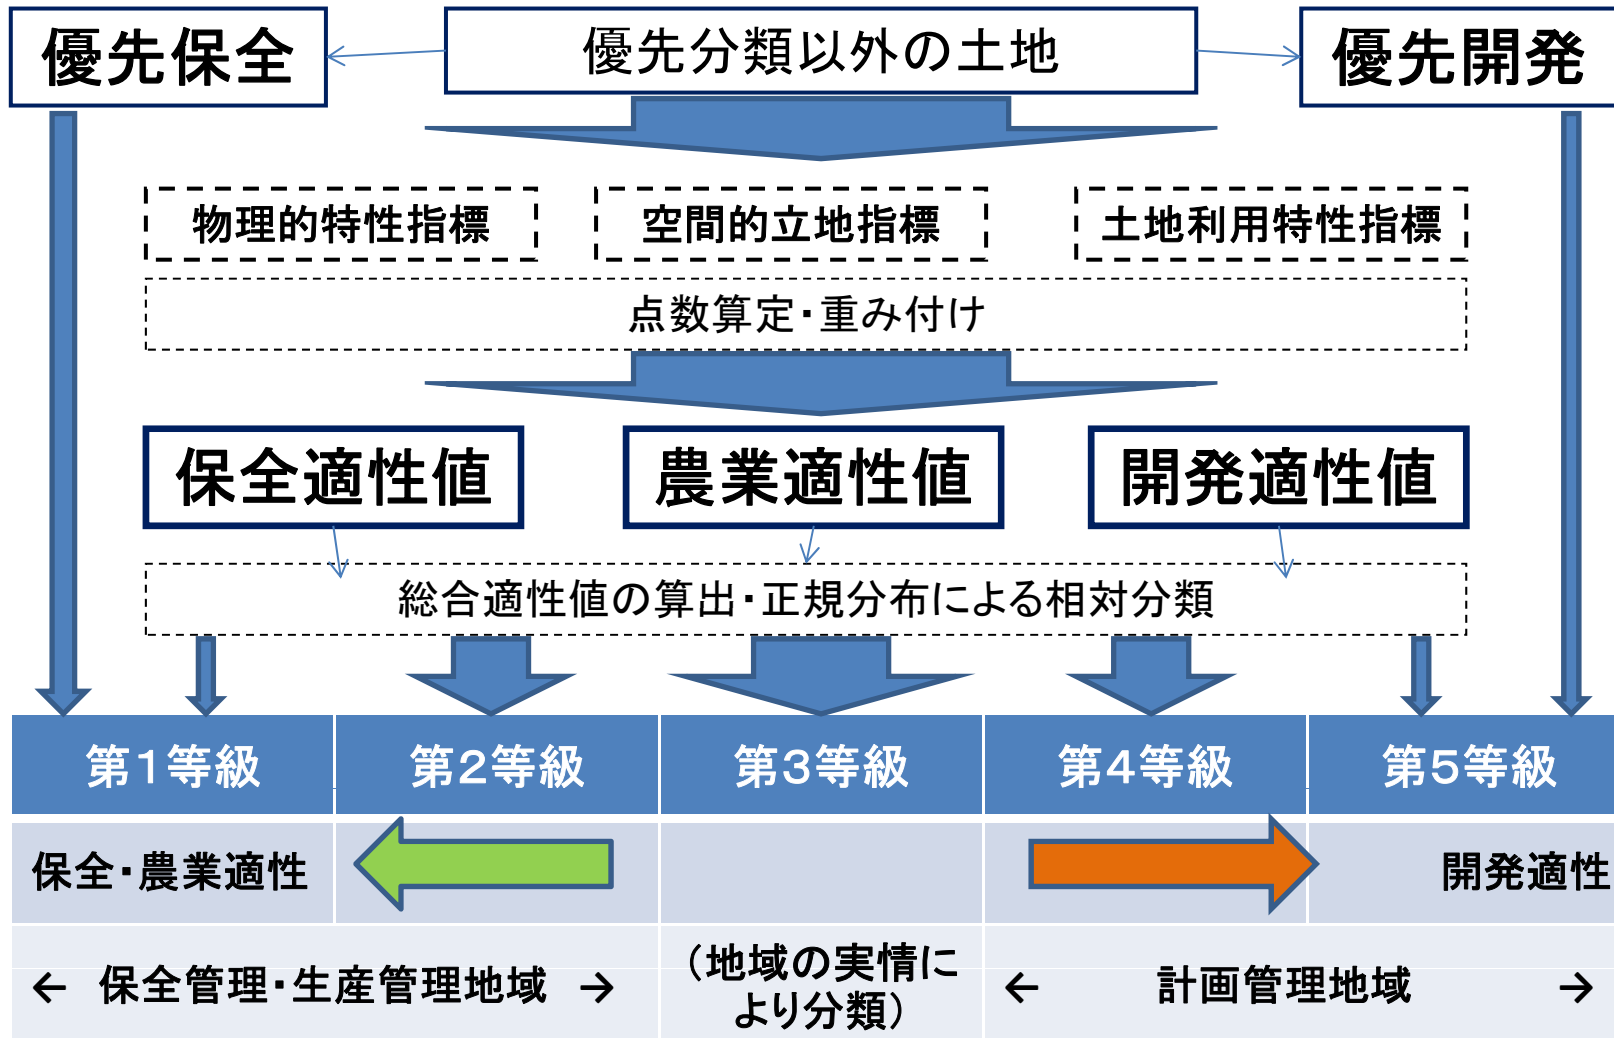 優先保全
優先分類以外の土地
優先開発
物理的特性指標
空間的立地指標
土地利用特性指標
点数算定・重み付け
保全適性値
農業適性値
開発適性値
総合適性値の算出・正規分布による相対分類
第1等級
第2等級
第3等級
第4等級
第5等級
保全・農業適性
開発適性
← 保全管理・生産管理地域 →
（地域の実情に
より分類）
← 計画管理地域 →